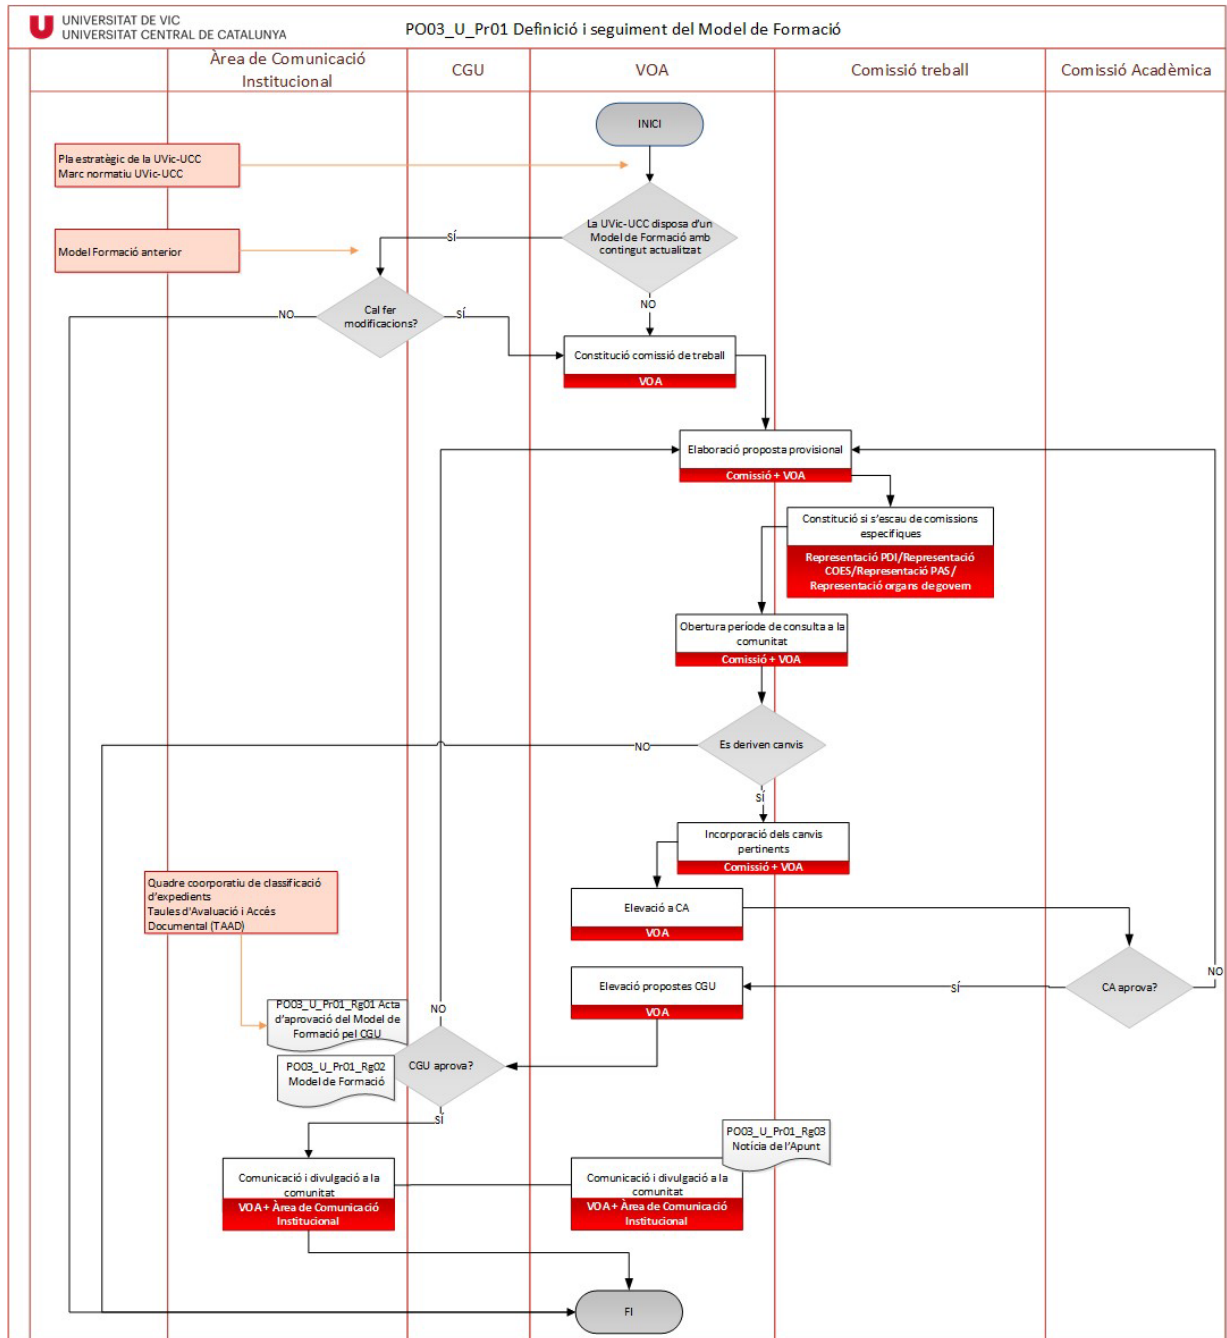 UNIVERSITAT DE VIC
UNIVERSITAT CENTRAL DE CATALUNYA
PO03_U_Pr01 Definició i seguiment del Model de Formació
Àrea de Comunicació
Institucional
CGU
VOA
Comissió treball
Comissió Acadèmica
INICI
Pla estratègic de la UVic-UCC
Marc normatiu UVic-UCC
La UVic-UCC disposa d'un
Model de Formació amb
contingut actualitzat
SÍ
Model Formació anterior
NO
Cal fer
modificacions?
NO
SÍ
Constitució comissió de treball
VOA
Elaboració proposta provisional
Comissió + VOA
Constitució si s'escau de comissions
específiques
Representació PDI/Representació
COES/Representació PAS/
Representació organs de govern
Obertura període de consulta a la
comunitat
Comissió + VOA
Es deriven canvis
NO
SÍ
Incorporació dels canvis
pertinents
Comissió + VOA
Quadre coorporatiu de classificació
d'expedients
Taules d'Avaluació i Accés
Documental (TAAD)
Elevació a CA
VOA
NO
CA aprova?
SÍ
Elevació propostes CGU
VOA
PO03_U_Pr01_Rg01 Acta
d'aprovació del Model de
Formació pel CGU
NO
CGU aprova?
PO03_U_Pr01_Rg02
Model de Formació
SÍ
PO03_U_Pr01_Rg03
Notícia de l'Apunt
Comunicació i divulgació a la
comunitat
VOA+ Àrea de Comunicació
Institucional
Comunicació i divulgació a la
comunitat
VOA+ Àrea de Comunicació
Institucional
FI